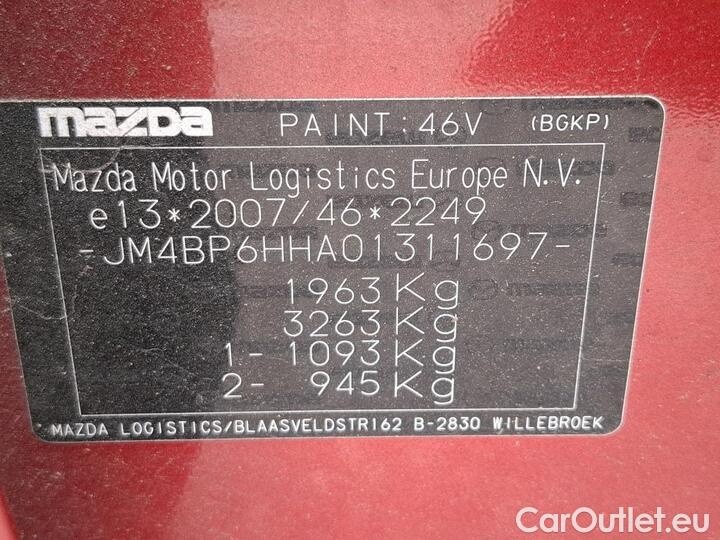 mazda PAINT:46V (BGKP)
Mazda Motor Logistics Europe N.V.
e13*2007/46*2249
-JM4BP6HHA01311697-
1963Kg
3263Kg
1- 1093Kg
2- 945Kg
MAZDA LOGISTICS/BLAASVELDSTR162 B-2830 WILLEBROEK
CarOutlet.eu